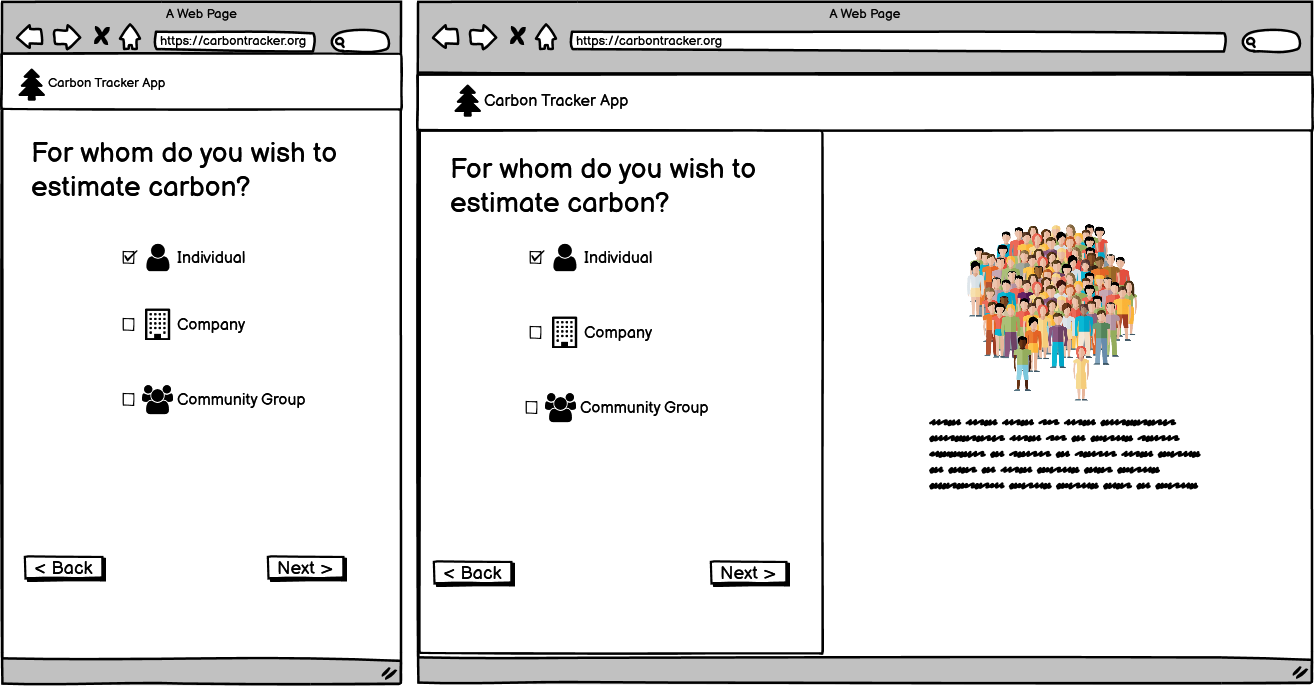 A Web Page
https://carbontracker.org
Carbon Tracker App
For whom do you wish to
estimate carbon?
Individual
Company
Community Group
< Back
Next >
A Web Page
https://carbontracker.org
Carbon Tracker App
For whom do you wish to
estimate carbon?
Individual
Company
Community Group
< Back
Next >